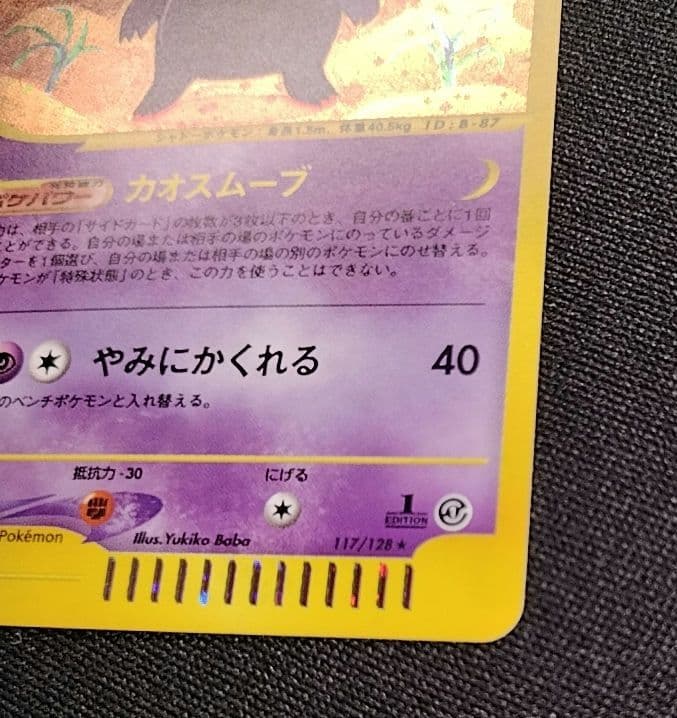 シャドーポケモン 身長1.5m, 体重40.5kg ID：B-87
ポケパワー カオスムーブ
力は、相手の「サイドカード」の枚数が3枚以下のとき、自分の番ごとに1回
ことができる。自分の場または相手の場のポケモンにのっているダメージ
ターを1個選び、自分の場または相手の場の別のポケモンにのせ替える。
ケモンが「特殊状態」のとき、この力を使うことはできない。
やみにかくれる 40
のベンチポケモンと入れ替える。
抵抗力 -30 にげる
1
EDITION
Pokémon Illus. Yukiko Baba 117/128 ★